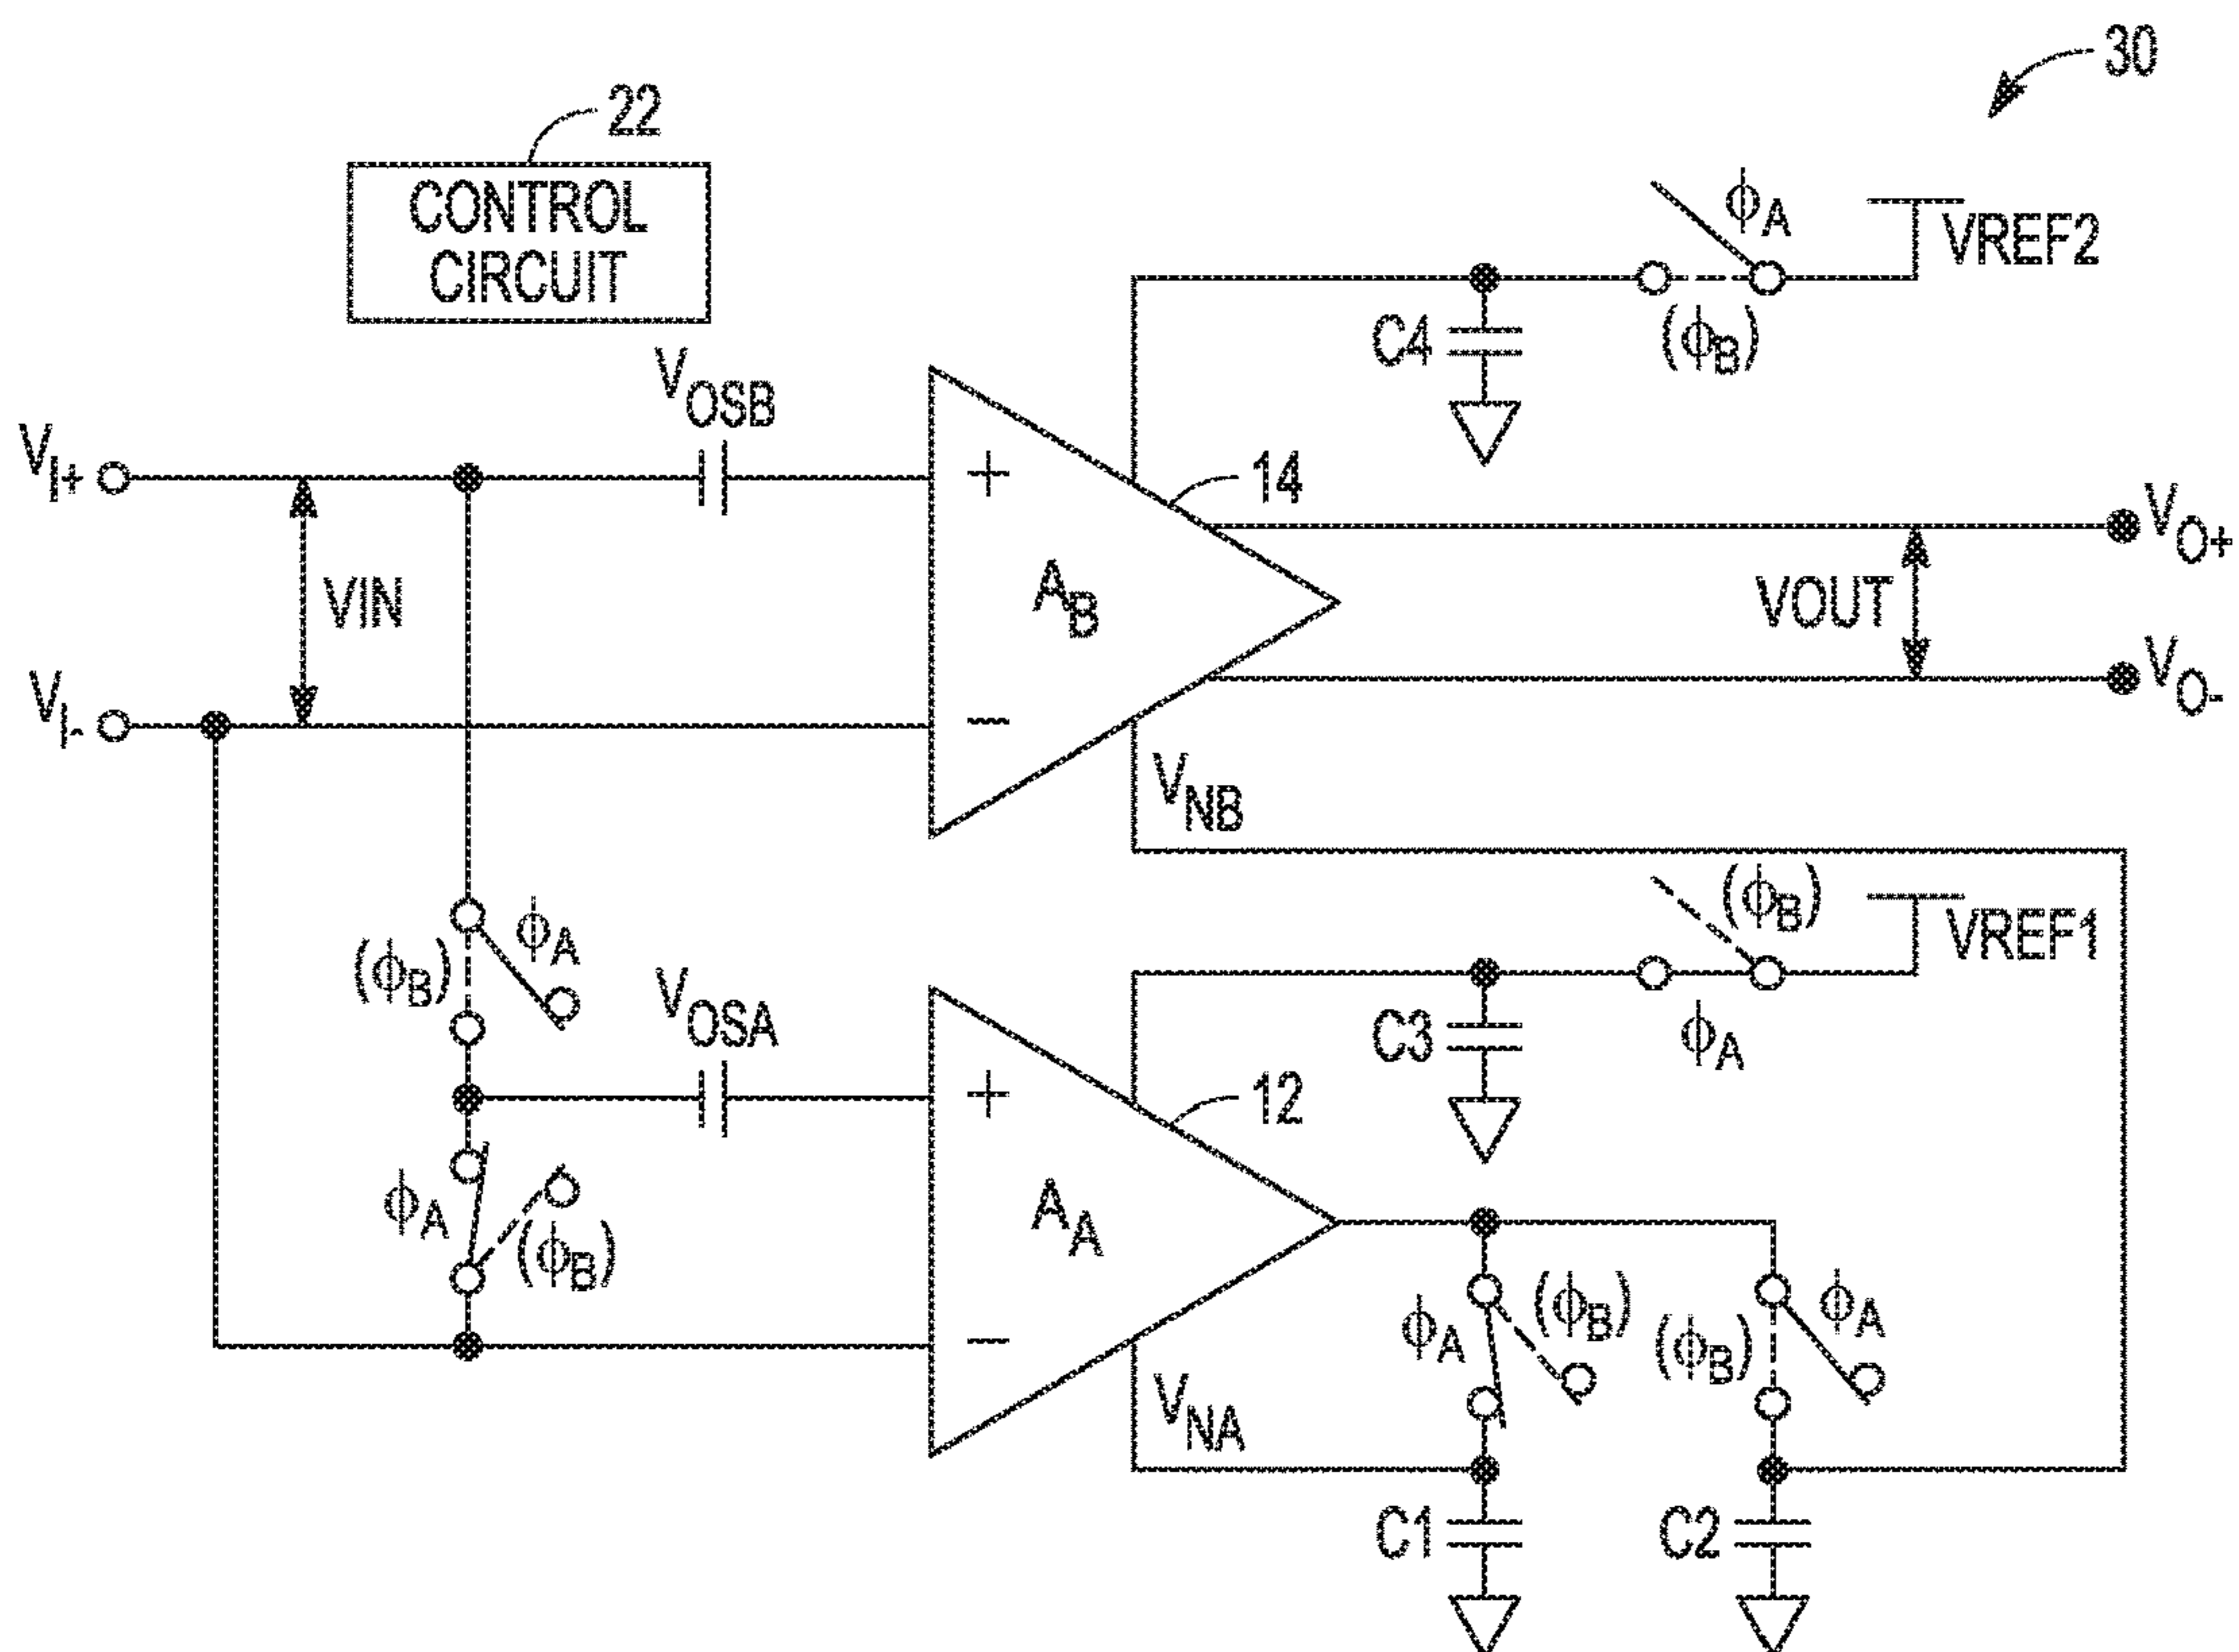 30
22
CONTROL
CIRCUIT
ϕA
VREF2
(ϕB)
C4
VOSB
VI+
+
14
VO+
AB
VIN
VOUT
VI-
−
VO-
VNB
(ϕB)
VREF1
ϕA
(ϕB)
VOSA
C3
ϕA
+
12
ϕA
(ϕB)
AA
ϕA
(ϕB)
(ϕB)
ϕA
−
VNA
C1
C2